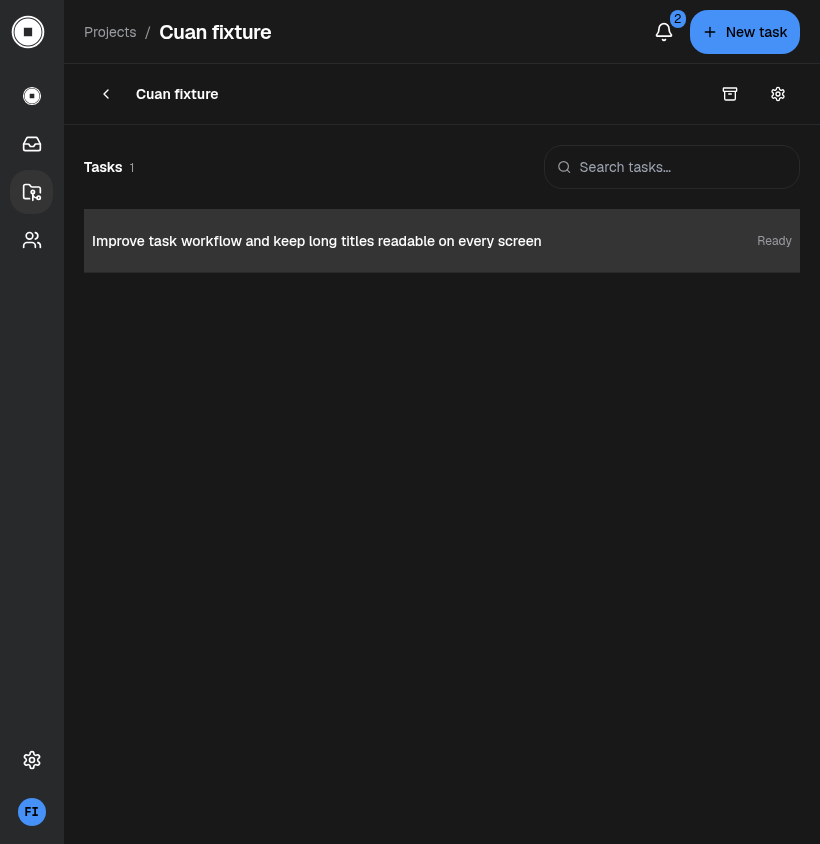 Projects / Cuan fixture
2
New task
Cuan fixture
Tasks 1
Search tasks...
Improve task workflow and keep long titles readable on every screen
Ready
FI